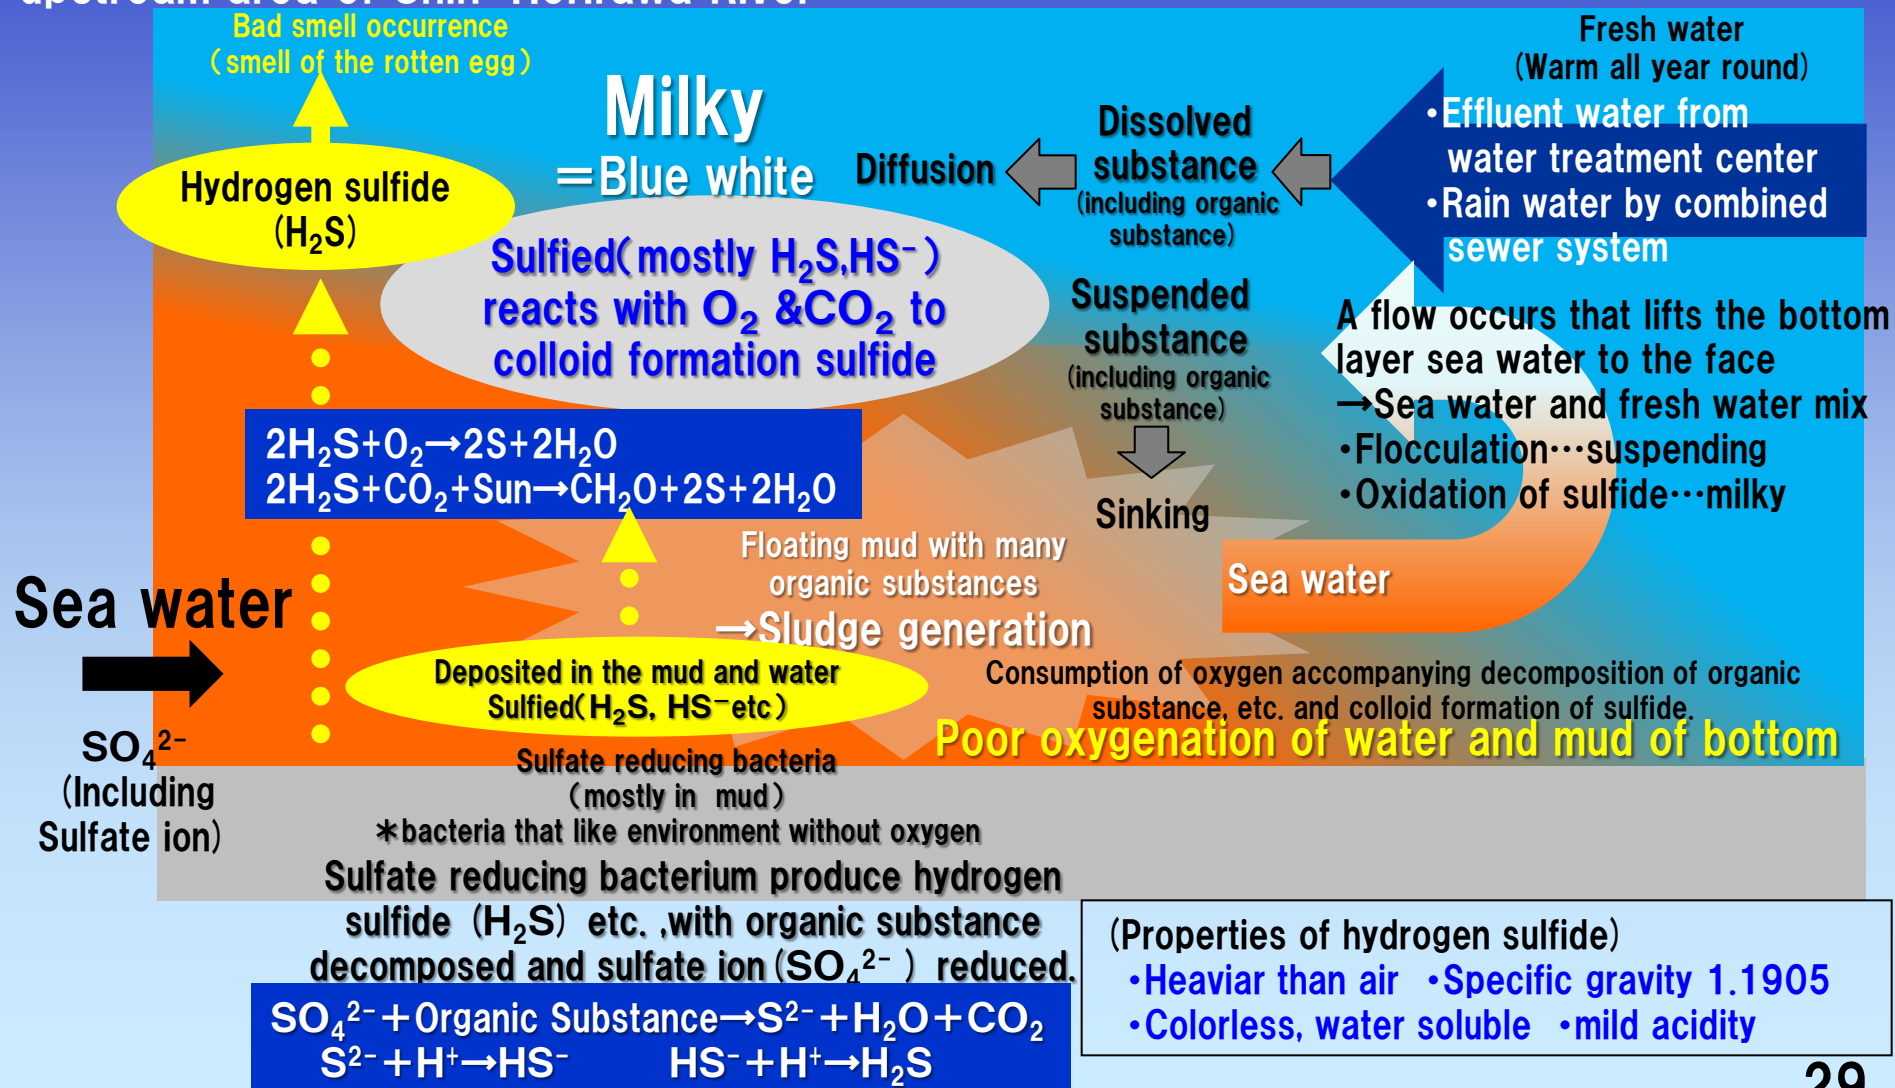 upstream area of Shin-Horikawa River
Bad smell occurrence
(smell of the rotten egg)
Milky
=Blue white
Hydrogen sulfide
(H₂S)
Sulfied(mostly H₂S,HS⁻)
reacts with O₂ &CO₂ to
colloid formation sulfide
2H₂S+O₂→2S+2H₂O
2H₂S+CO₂+Sun→CH₂O+2S+2H₂O
Diffusion
Dissolved
substance
(including organic
substance)
Suspended
substance
(including organic
substance)
Sinking
Fresh water
(Warm all year round)
・Effluent water from
water treatment center
・Rain water by combined
sewer system
A flow occurs that lifts the bottom
layer sea water to the face
→Sea water and fresh water mix
・Flocculation…suspending
・Oxidation of sulfide…milky
Sea water
Floating mud with many
organic substances
→Sludge generation
Sea water
SO₄²⁻
(Including
Sulfate ion)
Deposited in the mud and water
Sulfied(H₂S, HS⁻etc)
Consumption of oxygen accompanying decomposition of organic
substance, etc. and colloid formation of sulfide.
Poor oxygenation of water and mud of bottom
Sulfate reducing bacteria
(mostly in mud)
*bacteria that like environment without oxygen
Sulfate reducing bacterium produce hydrogen
sulfide (H₂S) etc. ,with organic substance
decomposed and sulfate ion(SO₄²⁻ ) reduced.
SO₄²⁻+Organic Substance→S²⁻+H₂O+CO₂
S²⁻+H⁺→HS⁻ HS⁻+H⁺→H₂S
(Properties of hydrogen sulfide)
・Heaviar than air ・Specific gravity 1.1905
・Colorless, water soluble ・mild acidity
29